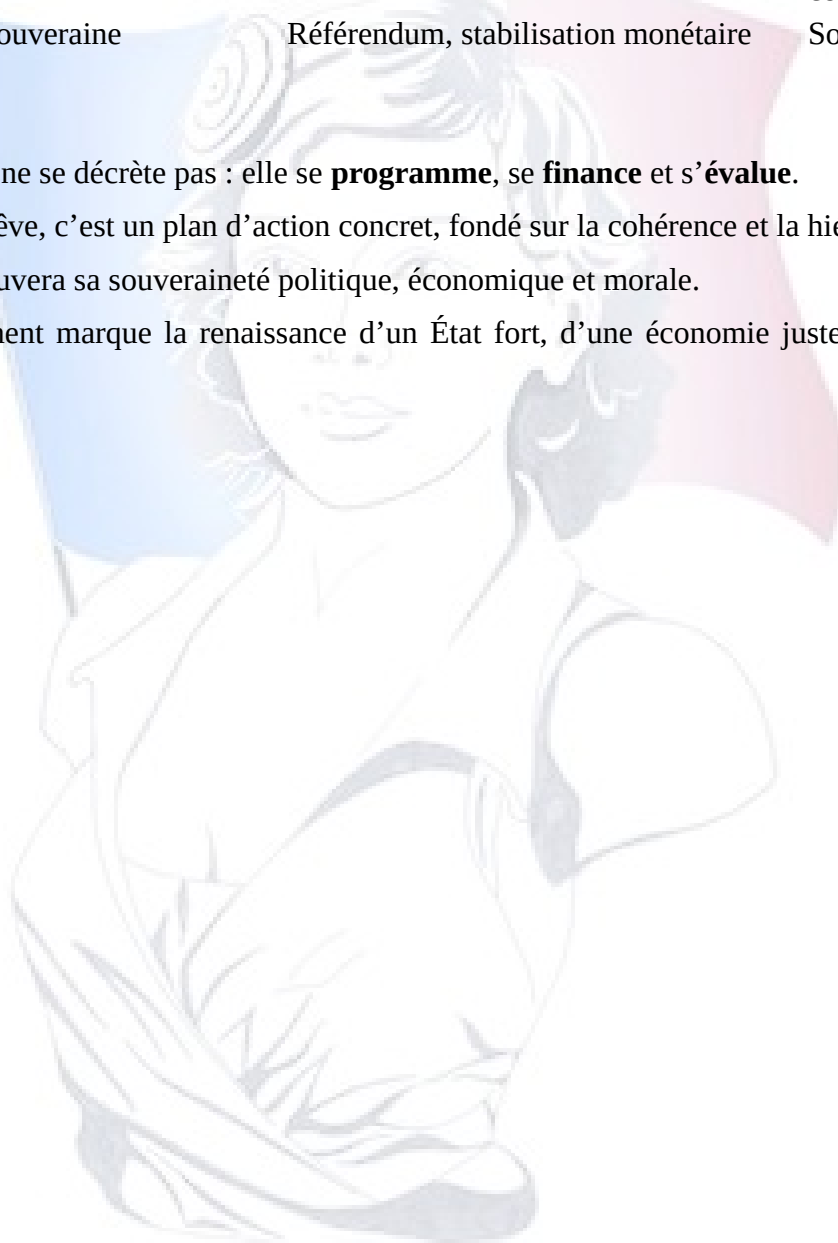 ouveraine Référendum, stabilisation monétaire So
ne se décrète pas : elle se programme, se finance et s’évalue.
êve, c’est un plan d’action concret, fondé sur la cohérence et la hié
uvera sa souveraineté politique, économique et morale.
nent marque la renaissance d’un État fort, d’une économie juste